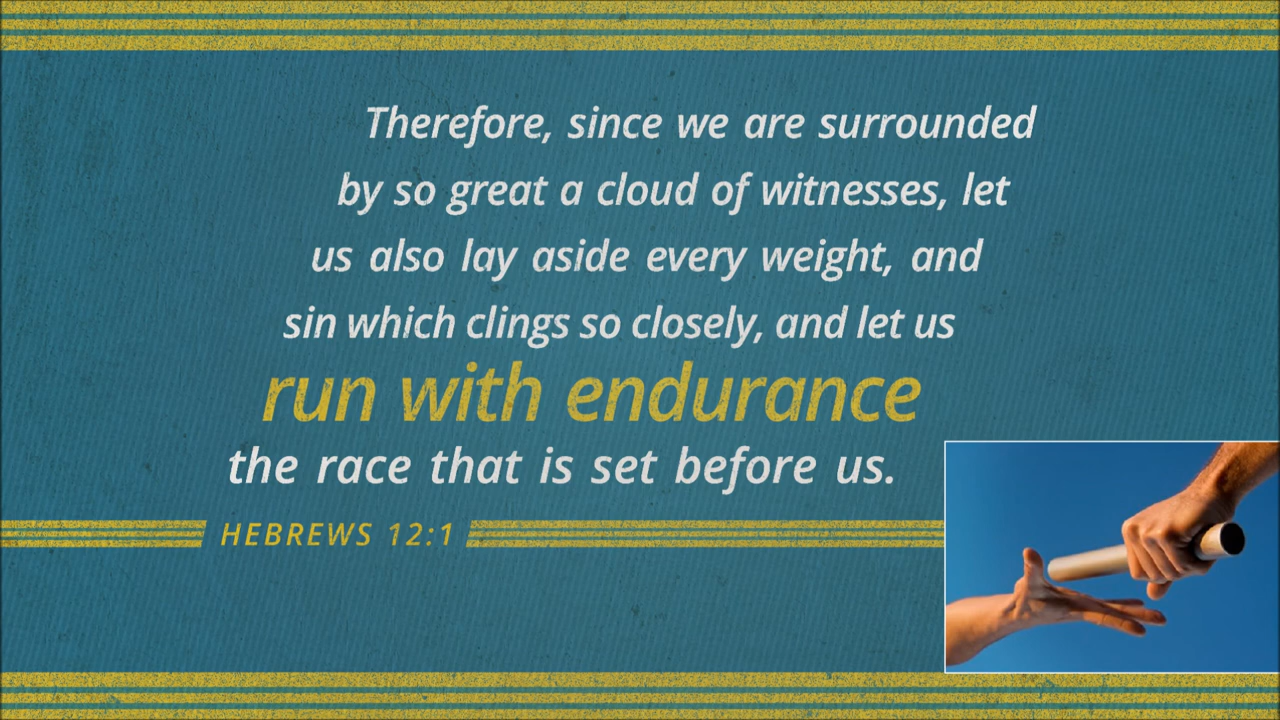 Therefore, since we are surrounded
by so great a cloud of witnesses, let
us also lay aside every weight, and
sin which clings so closely, and let us
run with endurance
the race that is set before us.
HEBREWS 12:1